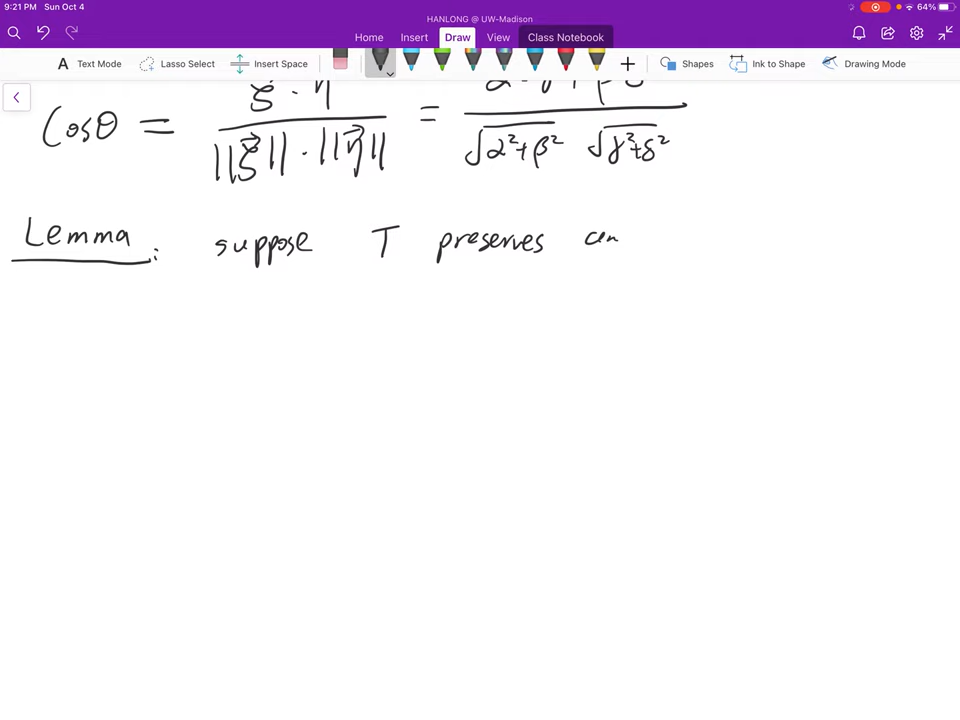 9:21 PM Sun Oct 4
64%
HANLONG @ UW-Madison
Home Insert Draw View Class Notebook
Text Mode Lasso Select Insert Space Shapes Ink to Shape Drawing Mode
Cosθ = ξ · η / ||ξ⃗|| · ||η⃗|| = α · γ + β δ / √α²+β² √γ²+δ²
Lemma: suppose T preserves